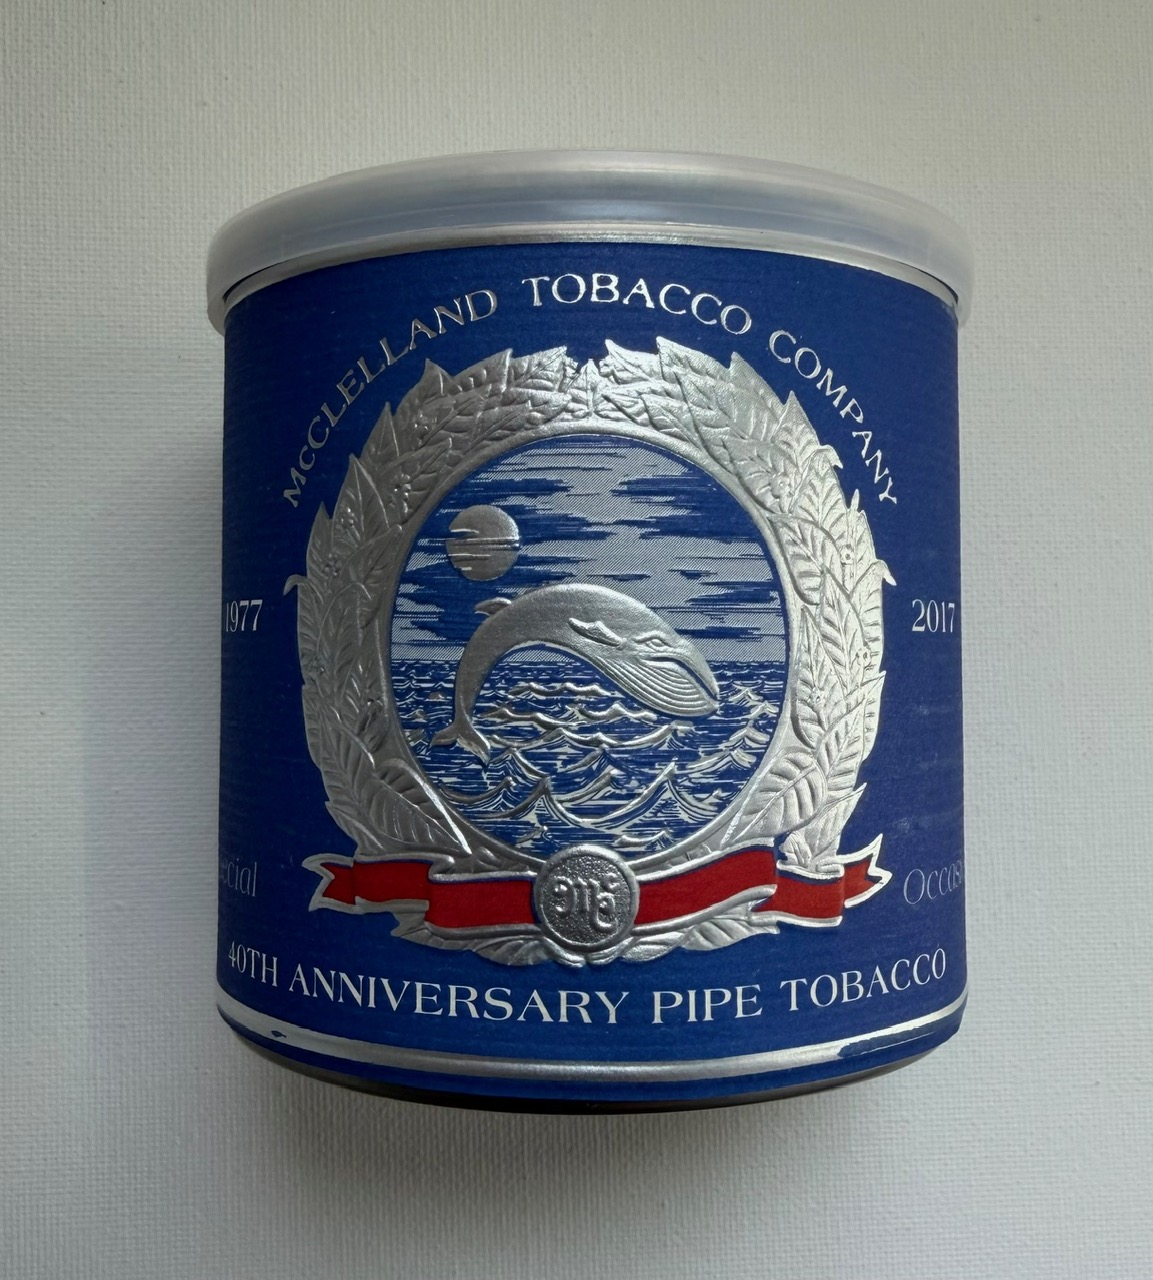 McCLELLAND TOBACCO COMPANY
1977
2017
40TH ANNIVERSARY PIPE TOBACCO